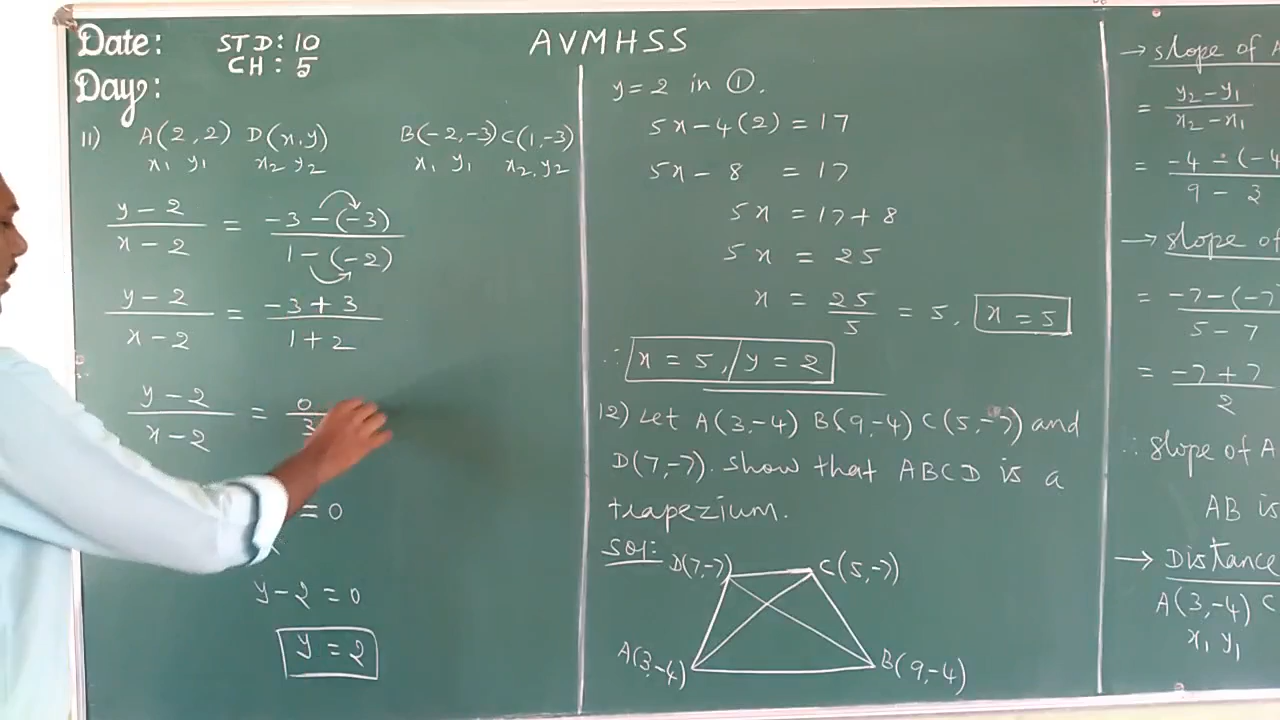 Date: STD: 10
CH: 5
Day:
AVMHSS
11) A(2,2) D(x,y) B(-2,-3) C(1,-3)
x₁ y₁ x₂ y₂ x₁ y₁ x₂, y₂
y-2/x-2 = -3-(-3)/1-(-2)
y-2/x-2 = -3+3/1+2
y-2/x-2 = 0/3
= 0
y-2 = 0
y = 2
y = 2 in ①.
5x-4(2) = 17
5x-8 = 17
5x = 17+8
5x = 25
x = 25/5 = 5, x = 5
∴ x = 5, / y = 2
12) Let A(3,-4) B(9,-4) C(5,-7) and
D(7,-7). show that ABCD is a
trapezium.
Sol:
D(7,-7) C(5,-7)
A(3,-4) B(9,-4)
→ slope of A
= y₂-y₁/x₂-x₁
= -4-(-4/9-3
→ slope of
= -7-(-7/5-7
= -7+7/2
∴ slope of A
AB is
→ Distance
A(3,-4) C
x₁ y₁